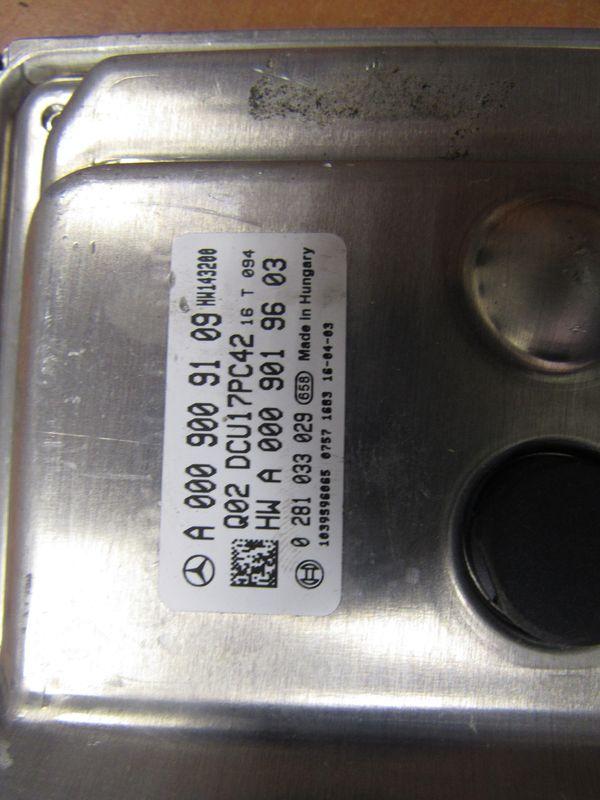 A 000 900 91 09 HW143200
Q02 DCU17PC42 16 T 094
HW A 000 901 96 03
0 281 033 029 658 Made in Hungary
1039S96065 0757 1683 16-04-03